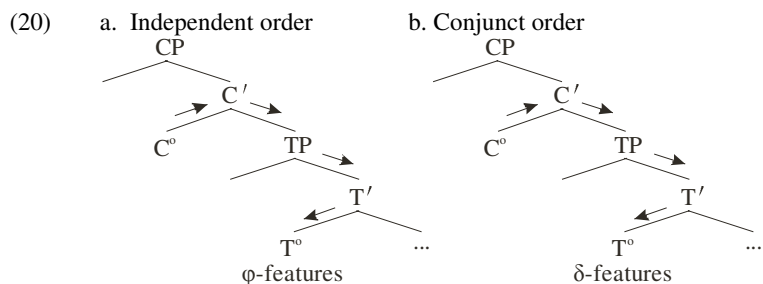 (20) a. Independent order b. Conjunct order
CP CP
C′ C′
C° C°
TP TP
T′ T′
T° ... T° ...
φ-features δ-features